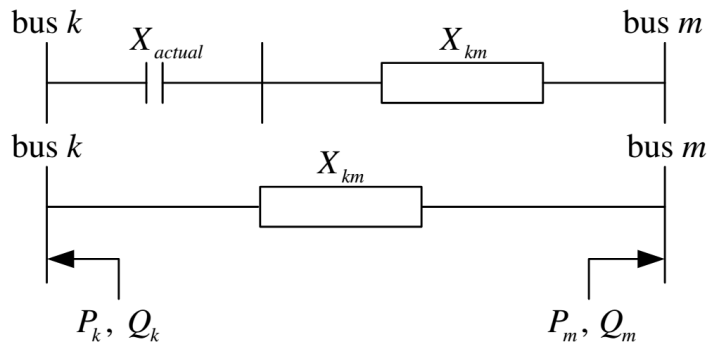 bus k X_actual X_km bus m
bus k X_km bus m
P_k, Q_k P_m, Q_m